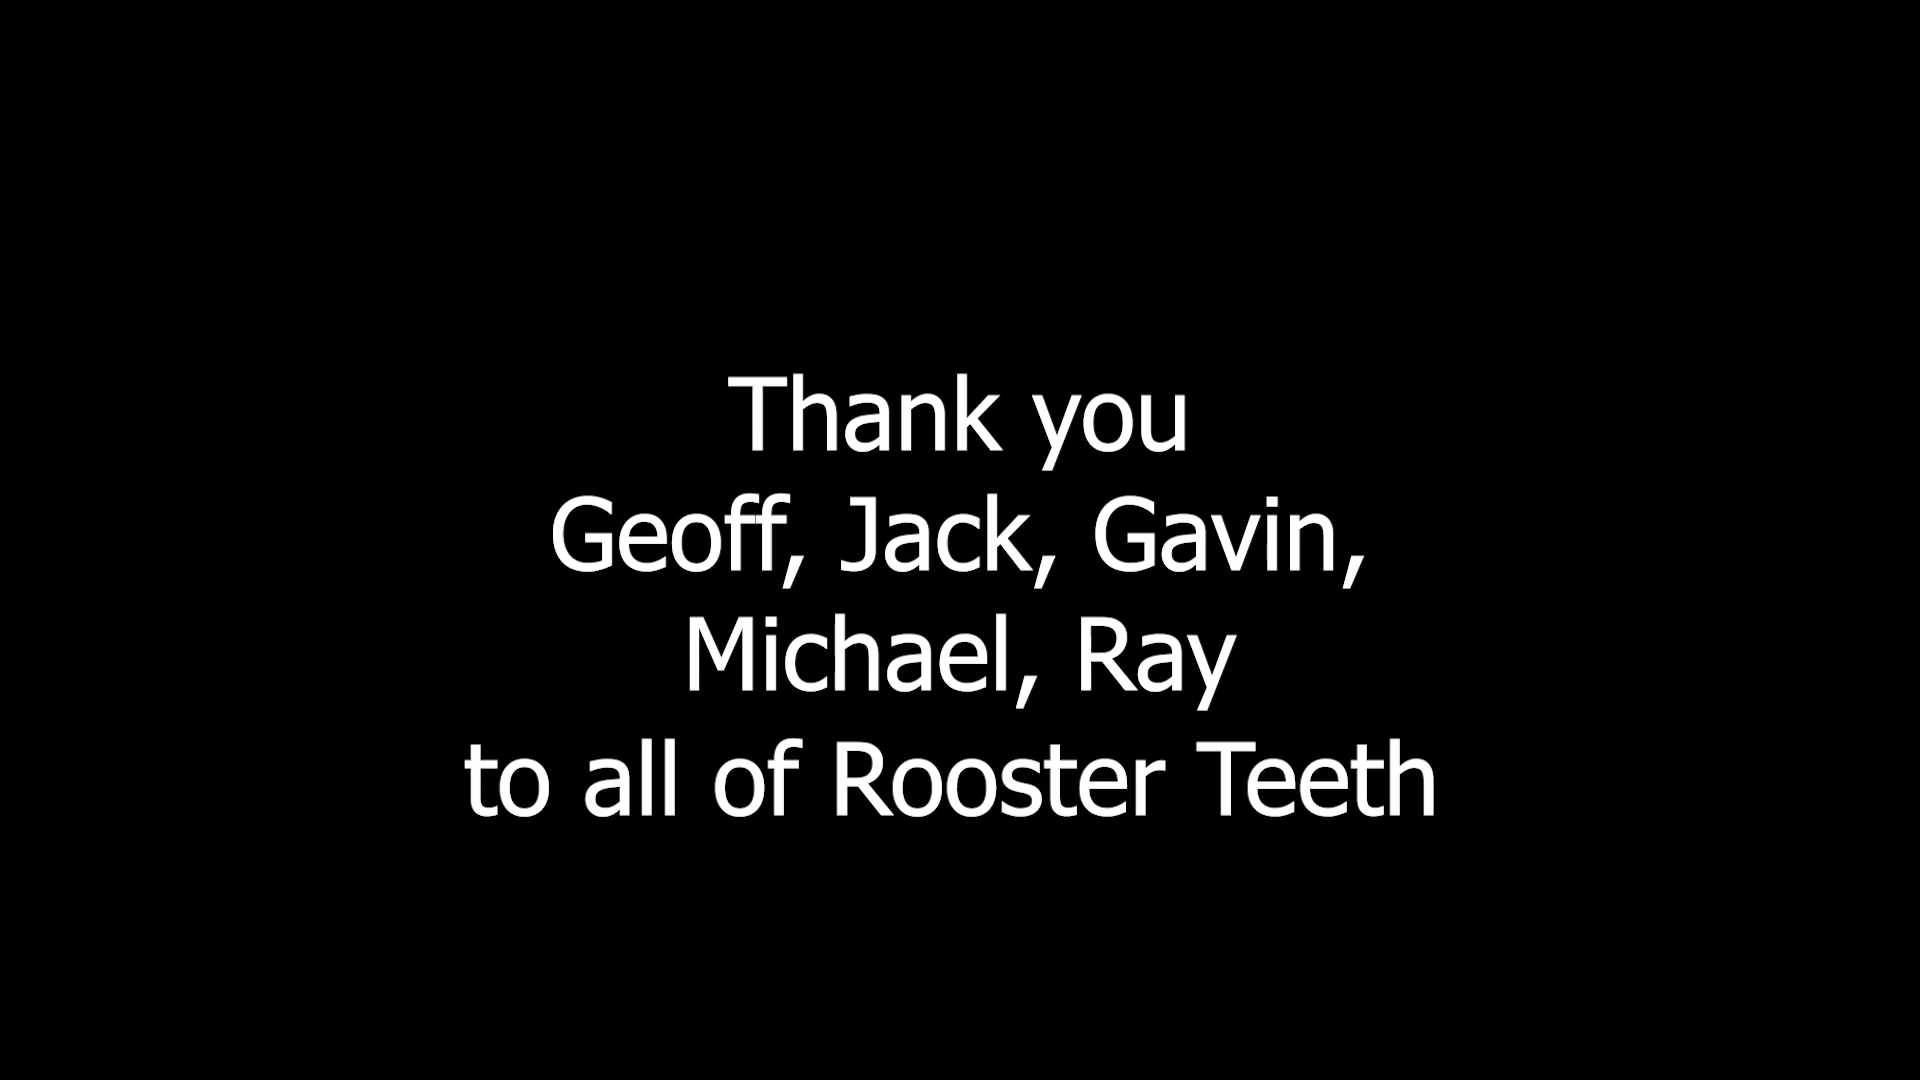 Thank you
Geoff, Jack, Gavin,
Michael, Ray
to all of Rooster Teeth